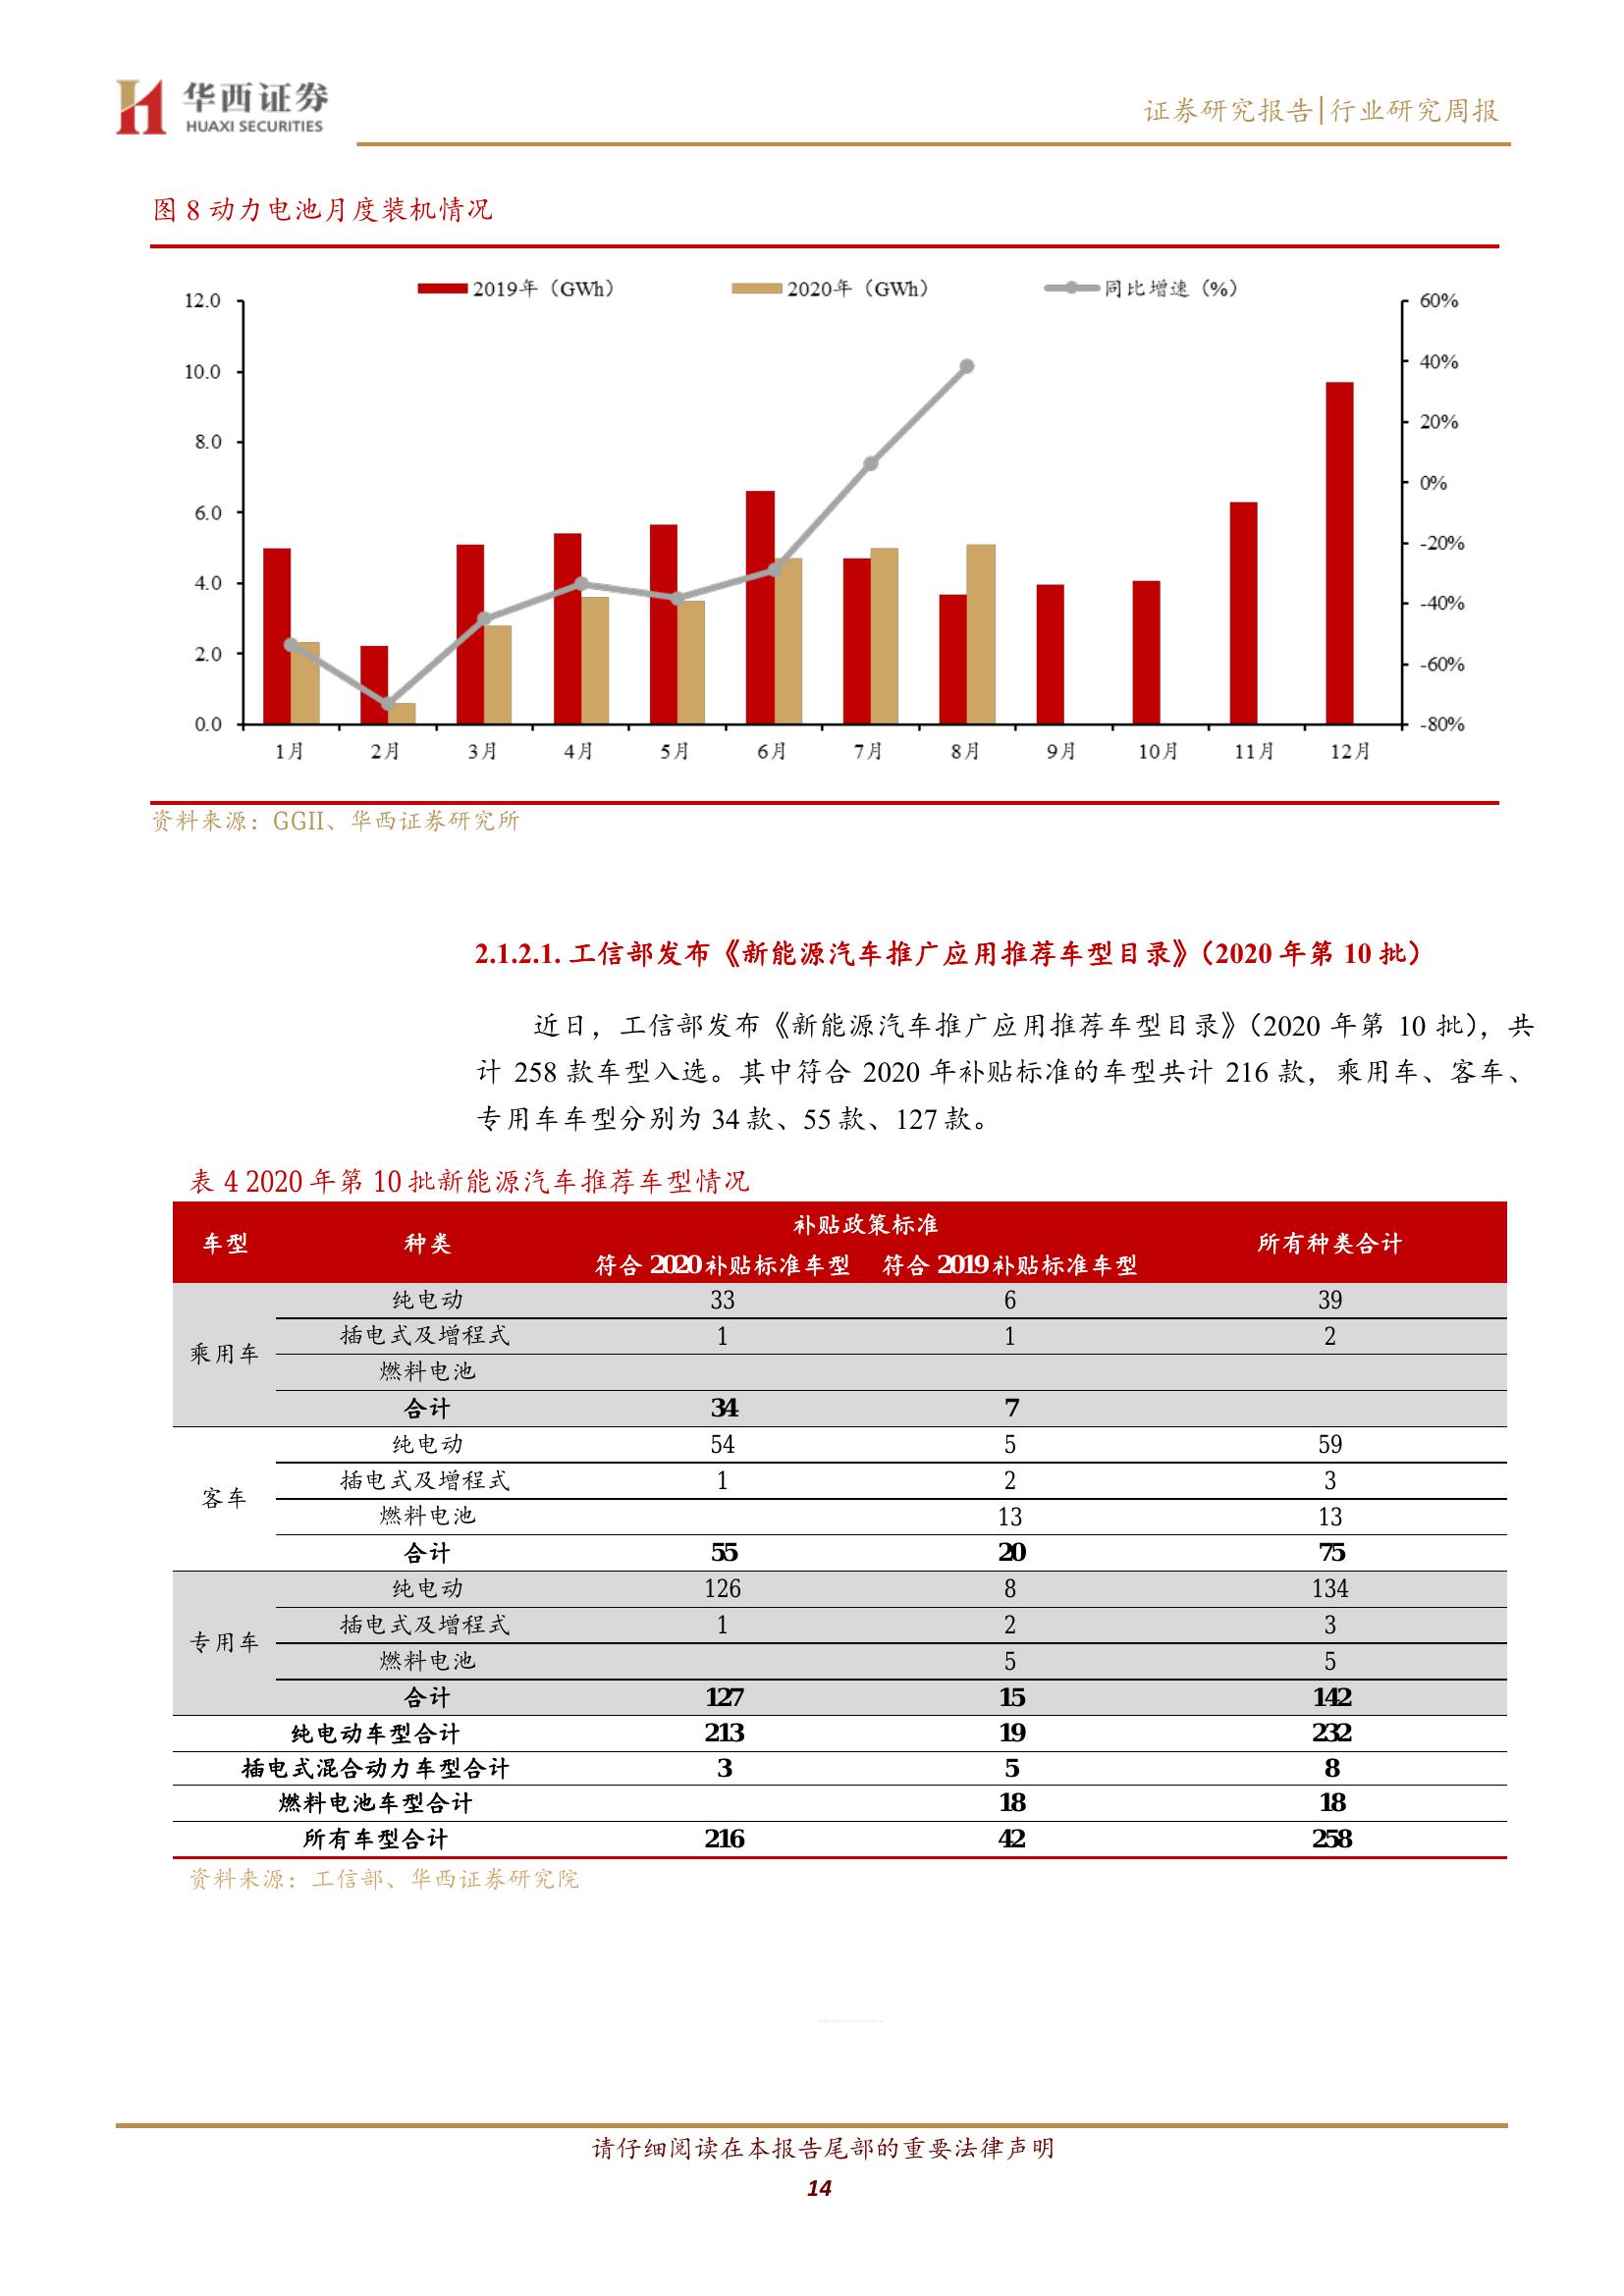 华西证券
HUAXI SECURITIES
证券研究报告|行业研究周报
图 8 动力电池月度装机情况
2019年（GWh） 2020年（GWh） 同比增速（%）
12.0 60%
10.0 40%
8.0 20%
6.0 0%
4.0 -20%
2.0 -40%
0.0 -60%
-80%
1月 2月 3月 4月 5月 6月 7月 8月 9月 10月 11月 12月
资料来源：GGII、华西证券研究所
2.1.2.1. 工信部发布《新能源汽车推广应用推荐车型目录》（2020 年第 10 批）
近日，工信部发布《新能源汽车推广应用推荐车型目录》（2020 年第 10 批），共
计 258 款车型入选。其中符合 2020 年补贴标准的车型共计 216 款，乘用车、客车、
专用车车型分别为 34 款、55 款、127 款。
表 4 2020 年第 10 批新能源汽车推荐车型情况
车型 种类 补贴政策标准 所有种类合计
符合 2020 补贴标准车型 符合 2019 补贴标准车型
乘用车
纯电动 33 6 39
插电式及增程式 1 1 2
燃料电池
合计 34 7
客车
纯电动 54 5 59
插电式及增程式 1 2 3
燃料电池 13 13
合计 55 20 75
专用车
纯电动 126 8 134
插电式及增程式 1 2 3
燃料电池 5 5
合计 127 15 142
纯电动车型合计 213 19 232
插电式混合动力车型合计 3 5 8
燃料电池车型合计 18 18
所有车型合计 216 42 258
资料来源：工信部、华西证券研究院
请仔细阅读在本报告尾部的重要法律声明
14